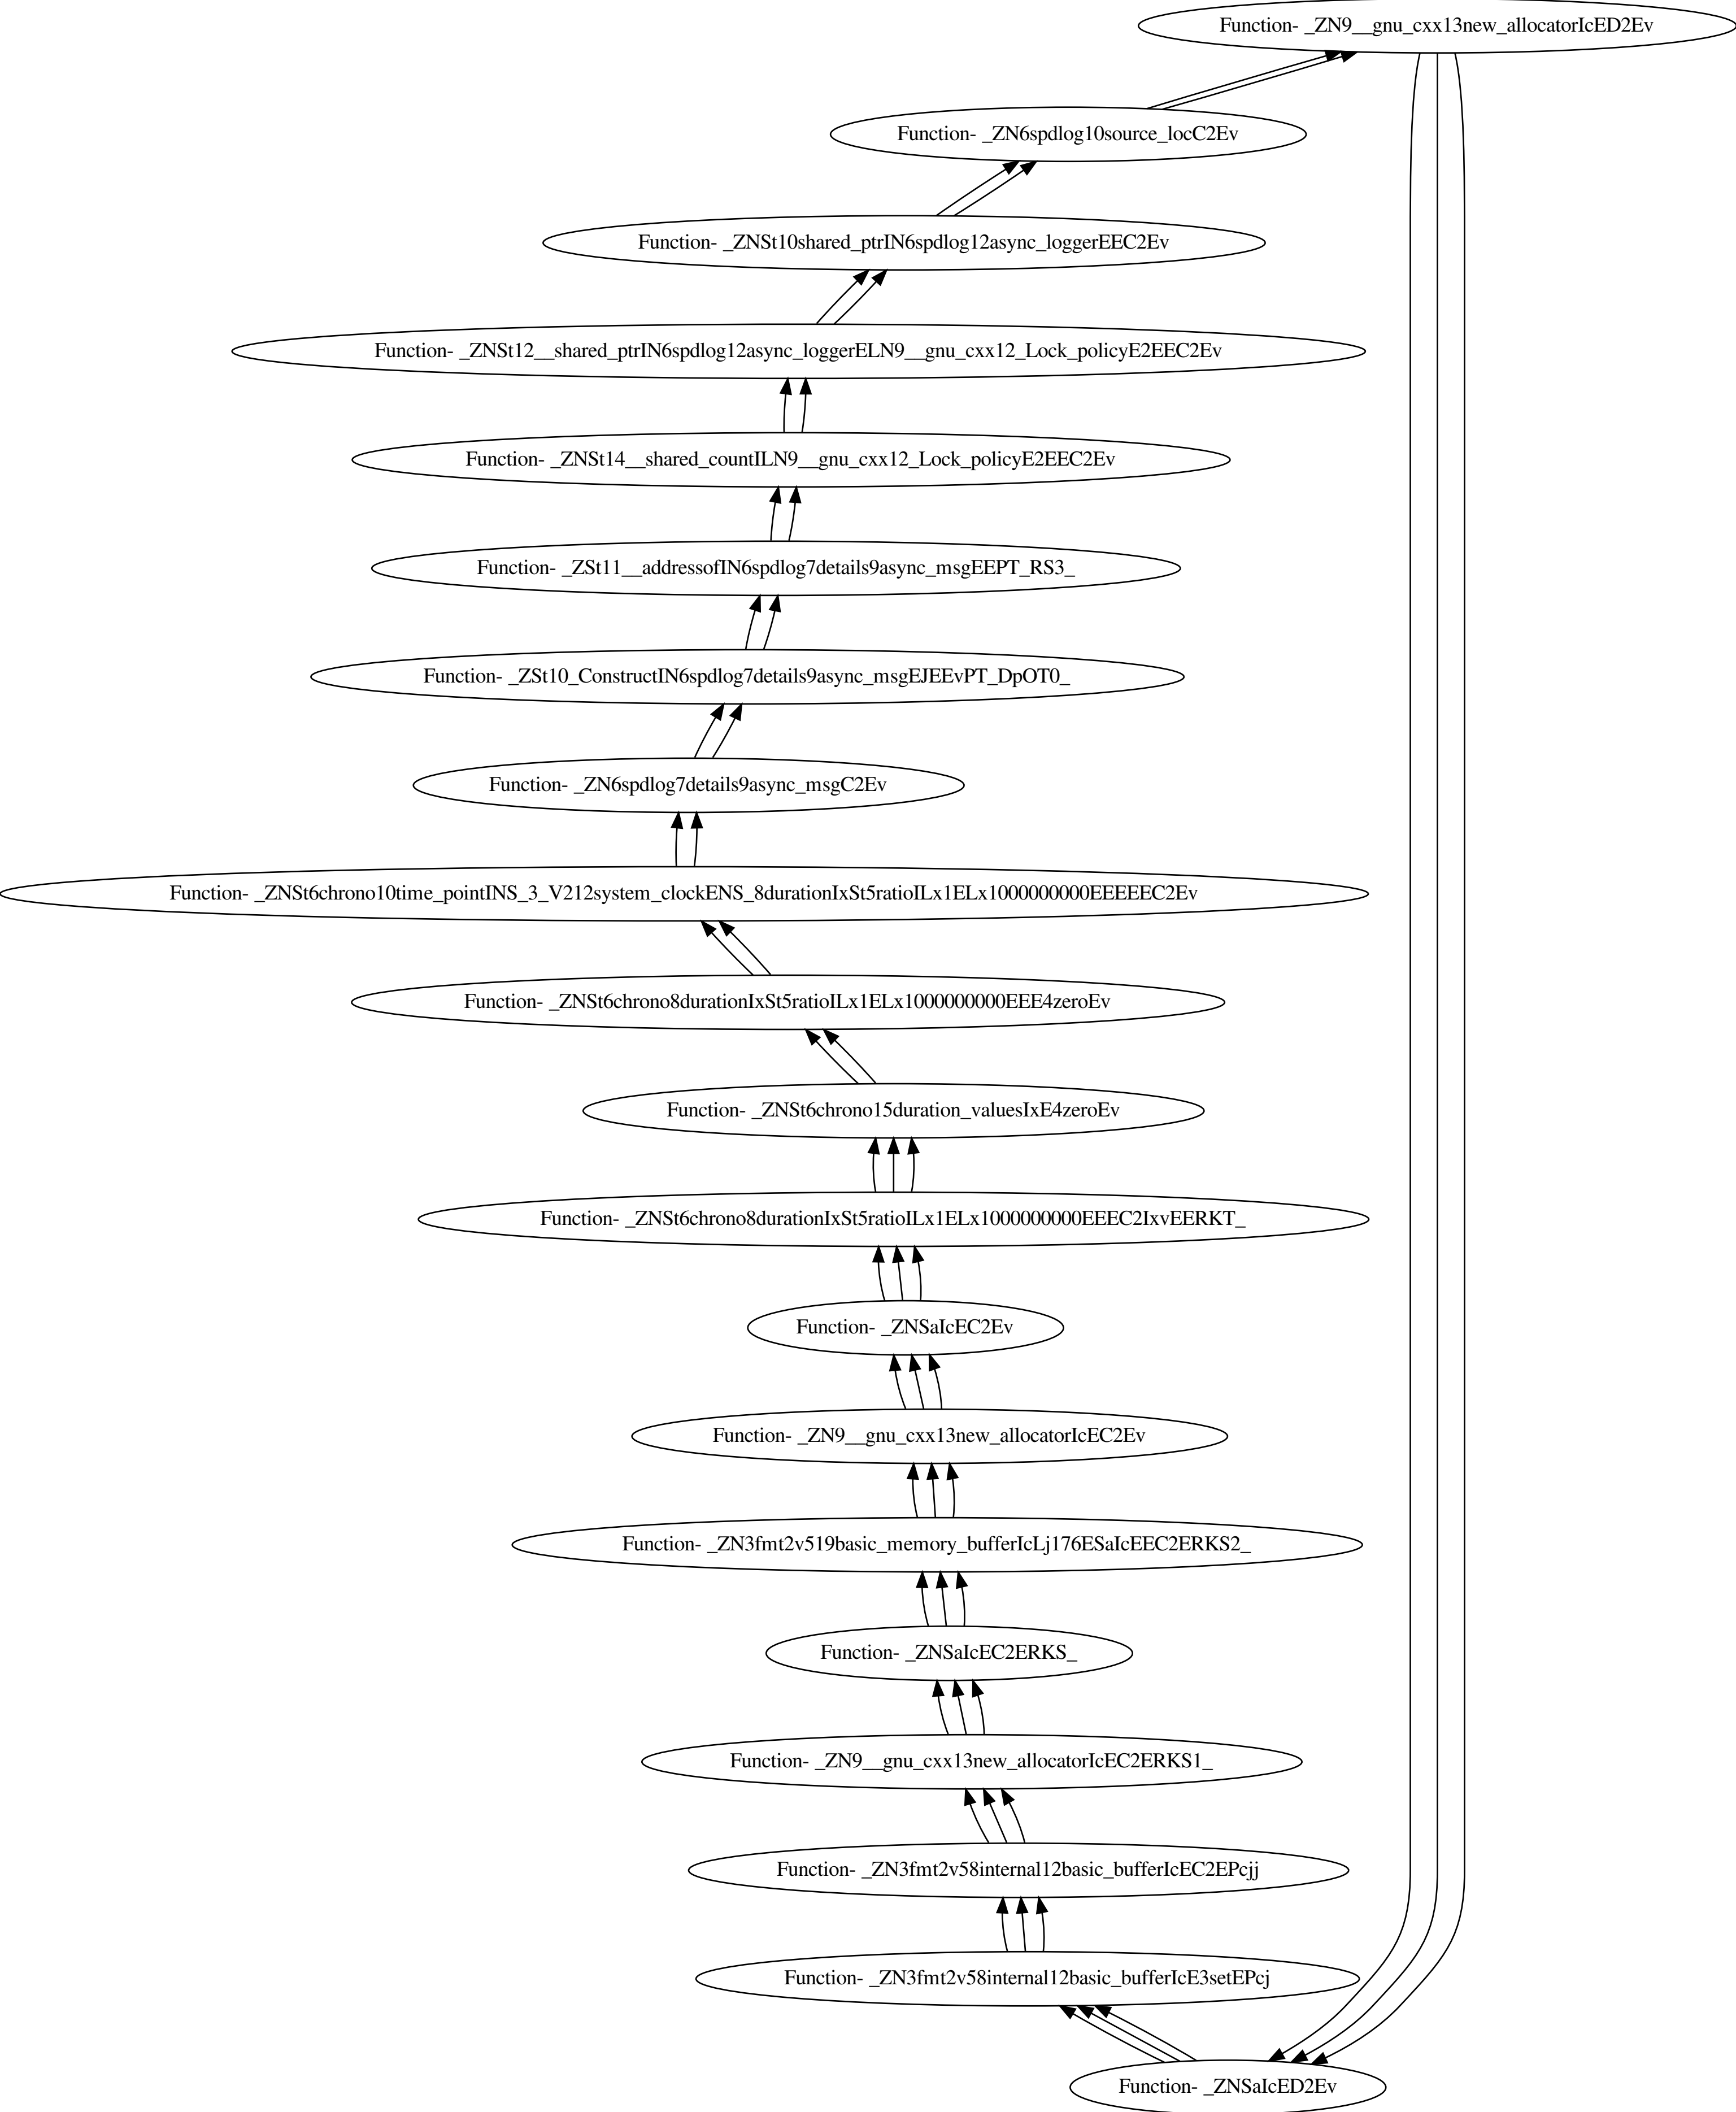 Function- _ZN9__gnu_cxx13new_allocatorIcED2Ev
Function- _ZN6spdlog10source_locC2Ev
Function- _ZNSt10shared_ptrIN6spdlog12async_loggerEEC2Ev
Function- _ZNSt12__shared_ptrIN6spdlog12async_loggerELN9__gnu_cxx12_Lock_policyE2EEC2Ev
Function- _ZNSt14__shared_countILN9__gnu_cxx12_Lock_policyE2EEC2Ev
Function- _ZSt11__addressofIN6spdlog7details9async_msgEEPT_RS3_
Function- _ZSt10_ConstructIN6spdlog7details9async_msgEJEEvPT_DpOT0_
Function- _ZN6spdlog7details9async_msgC2Ev
Function- _ZNSt6chrono10time_pointINS_3_V212system_clockENS_8durationIxSt5ratioILx1ELx1000000000EEEEEC2Ev
Function- _ZNSt6chrono8durationIxSt5ratioILx1ELx1000000000EEE4zeroEv
Function- _ZNSt6chrono15duration_valuesIxE4zeroEv
Function- _ZNSt6chrono8durationIxSt5ratioILx1ELx1000000000EEEC2IxvEERKT_
Function- _ZNSaIcEC2Ev
Function- _ZN9__gnu_cxx13new_allocatorIcEC2Ev
Function- _ZN3fmt2v519basic_memory_bufferIcLj176ESaIcEEC2ERKS2_
Function- _ZNSaIcEC2ERKS_
Function- _ZN9__gnu_cxx13new_allocatorIcEC2ERKS1_
Function- _ZN3fmt2v58internal12basic_bufferIcEC2EPcjj
Function- _ZN3fmt2v58internal12basic_bufferIcE3setEPcj
Function- _ZNSaIcED2Ev